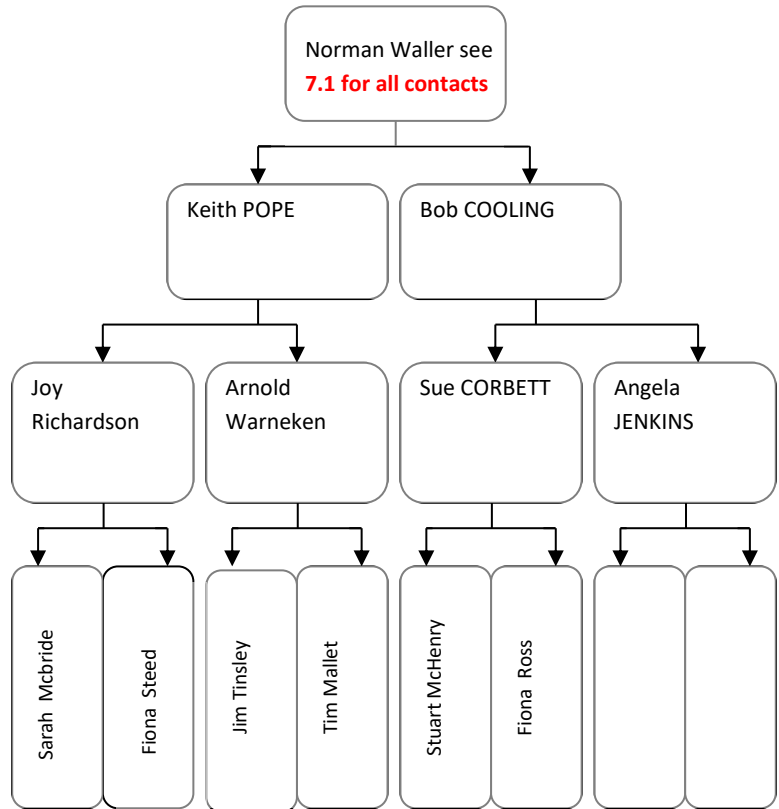 Norman Waller see
7.1 for all contacts
Keith POPE
Bob COOLING
Joy
Richardson
Arnold
Warneken
Sue CORBETT
Angela
JENKINS
Sarah Mcbride
Fiona Steed
Jim Tinsley
Tim Mallet
Stuart McHenry
Fiona Ross